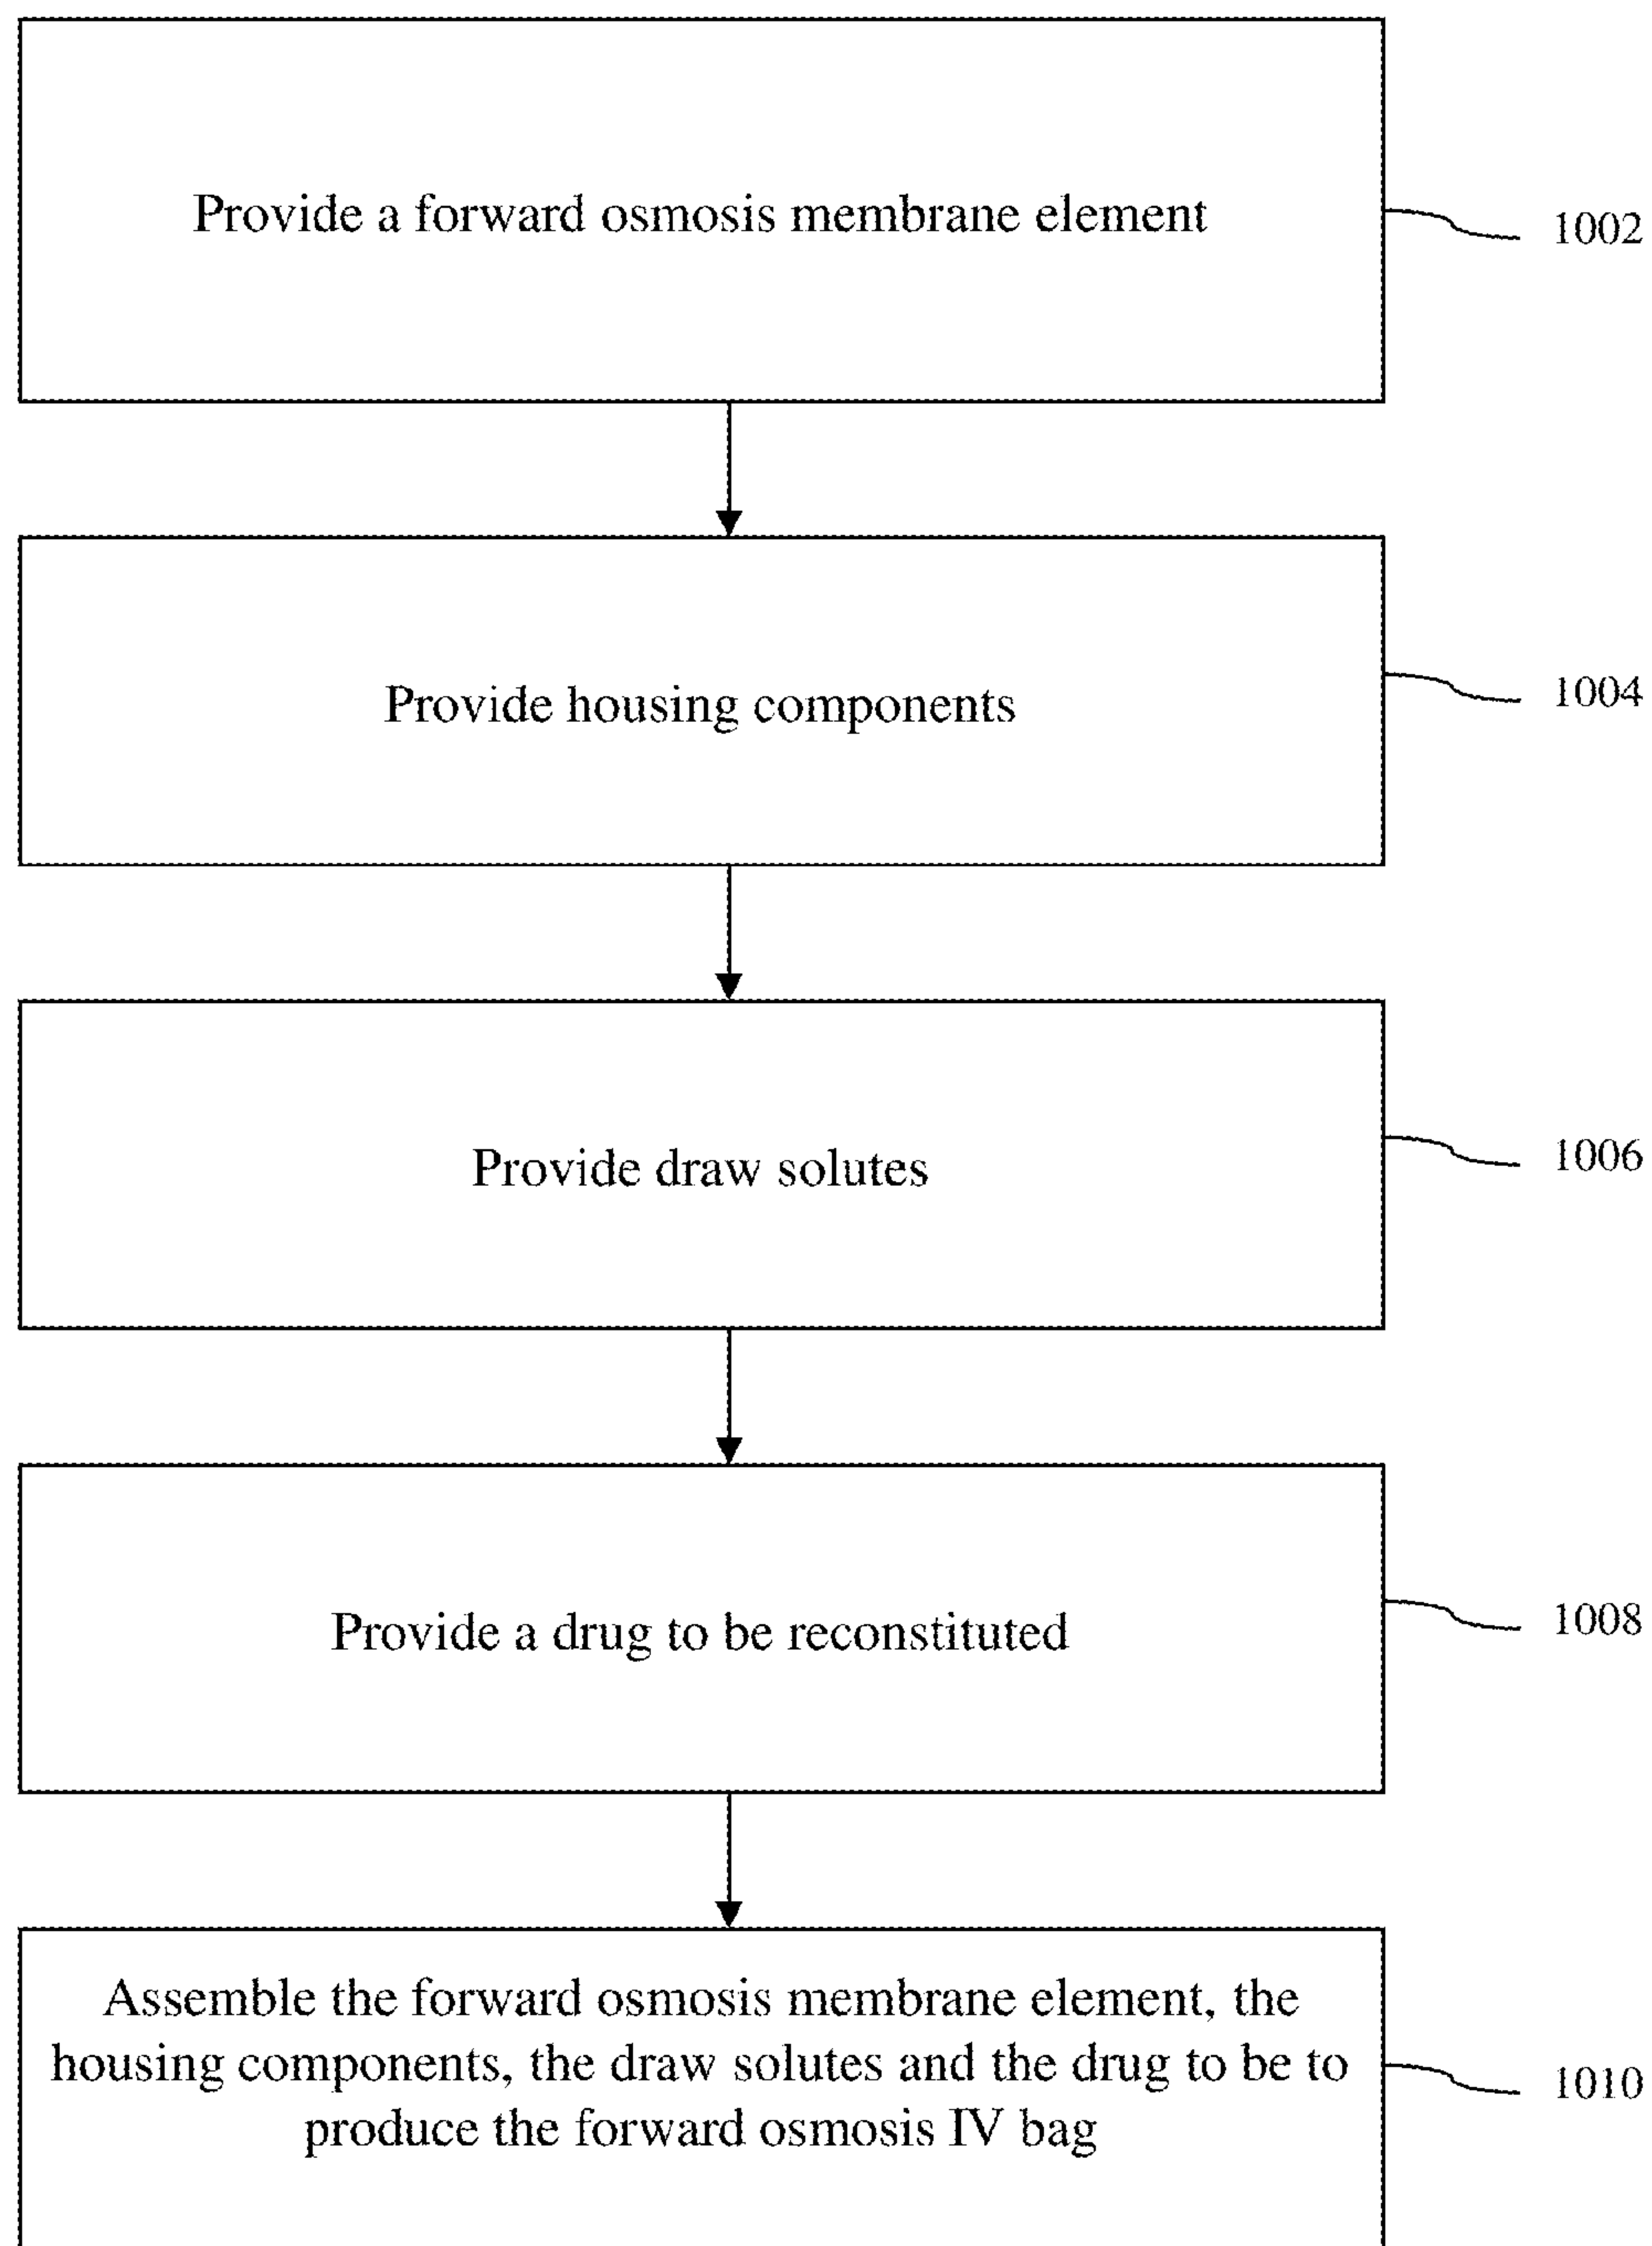 Provide a forward osmosis membrane element
1002
Provide housing components
1004
Provide draw solutes
1006
Provide a drug to be reconstituted
1008
Assemble the forward osmosis membrane element, the
housing components, the draw solutes and the drug to be to
produce the forward osmosis IV bag
1010